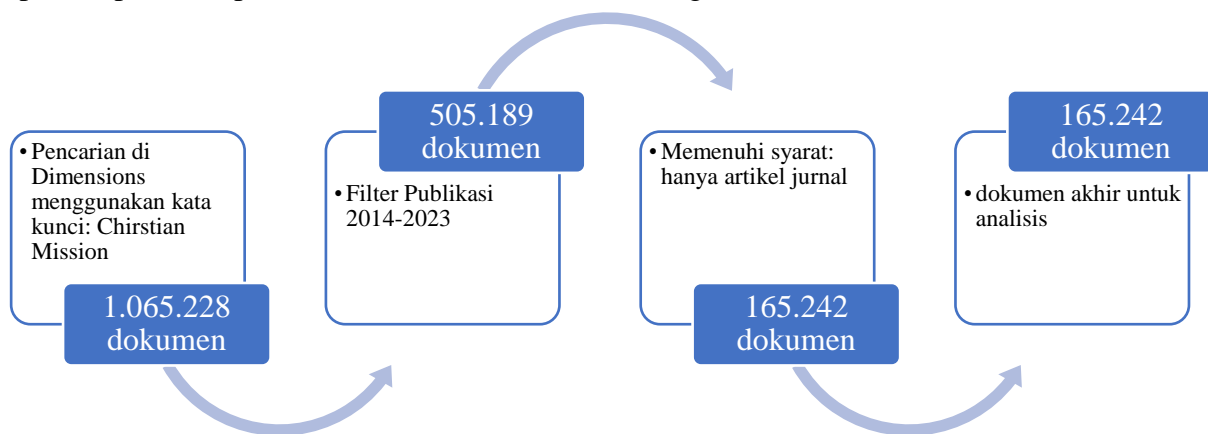 • Pencarian di
Dimensions
menggunakan kata
kunci: Chirstian
Mission
1.065.228
dokumen
505.189
dokumen
• Filter Publikasi
2014-2023
• Memenuhi syarat:
hanya artikel jurnal
165.242
dokumen
165.242
dokumen
• dokumen akhir untuk
analisis